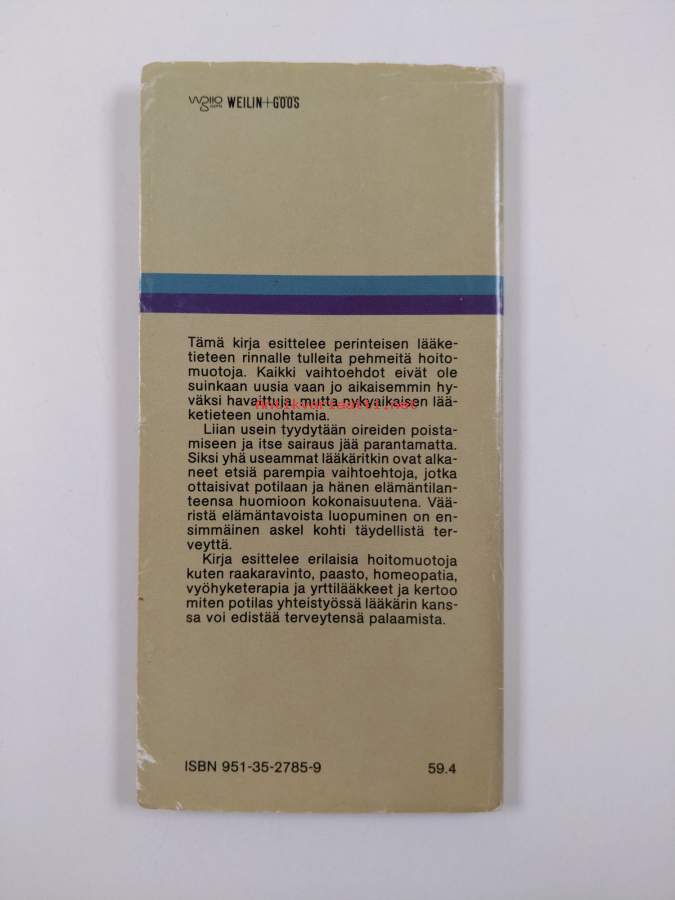 WEILIN+GÖÖS
Tämä kirja esittelee perinteisen lääke-
tieteen rinnalle tulleita pehmeitä hoito-
muotoja. Kaikki vaihtoehdot eivät ole
suinkaan uusia vaan jo aikaisemmin hy-
väksi havaittuja, mutta nykyaikaisen lää-
Antikvariaatti.net
ketieteen unohtamia.
Liian usein tyydytään oireiden poista-
miseen ja itse sairaus jää parantamatta.
Siksi yhä useammat lääkäritkin ovat alka-
neet etsiä parempia vaihtoehtoja, jotka
ottaisivat potilaan ja hänen elämäntilan-
teensa huomioon kokonaisuutena. Vää-
ristä elämäntavoista luopuminen on en-
simmäinen askel kohti täydellistä ter-
veyttä.
Kirja esittelee erilaisia hoitomuotoja
kuten raakaravinto, paasto, homeopatia,
vyöhyketerapia ja yrttilääkkeet ja kertoo
miten potilas yhteistyössä lääkärin kans-
sa voi edistää terveytensä palaamista.
ISBN 951-35-2785-9 59.4